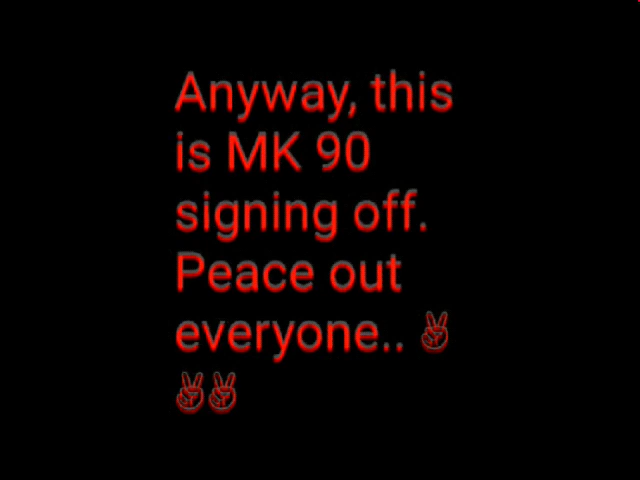 Anyway, this
is MK 90
signing off.
Peace out
everyone.. ✌
✌✌